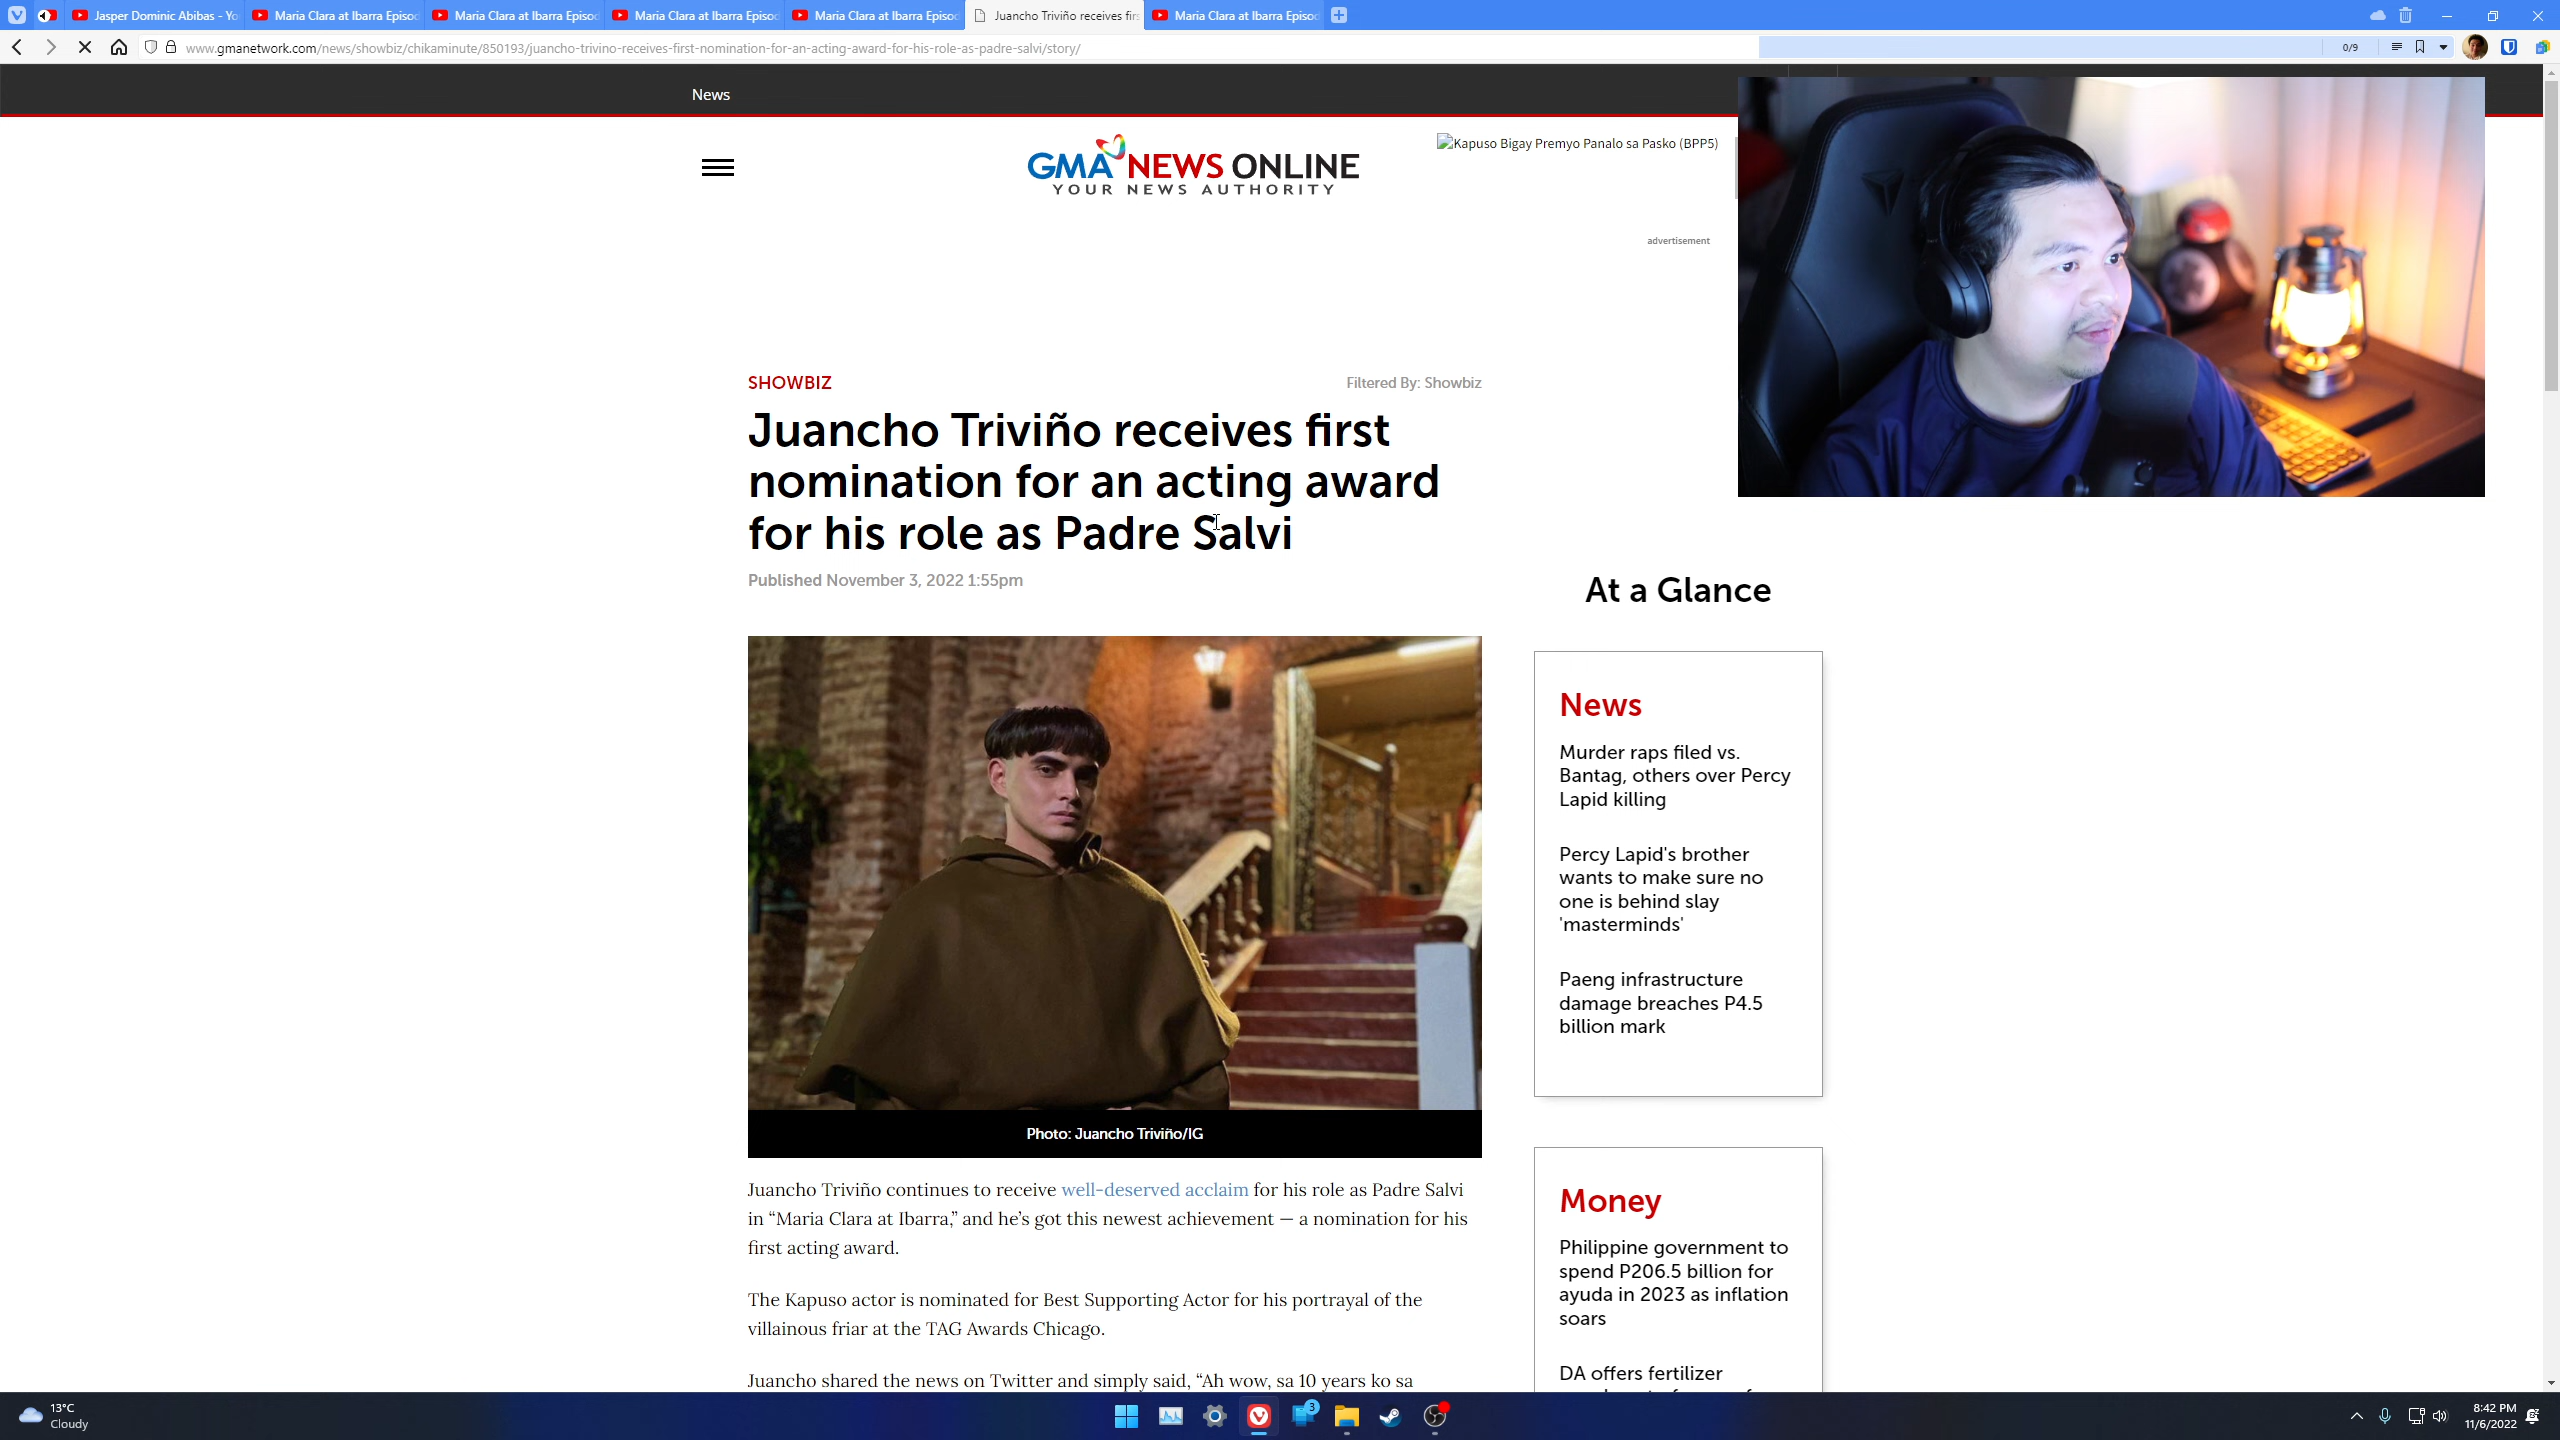 Jasper Dominic Abibas - Yo
Maria Clara at Ibarra Episod
Maria Clara at Ibarra Episod
Maria Clara at Ibarra Episod
Maria Clara at Ibarra Episod
Juancho Triviño receives fir
Maria Clara at Ibarra Episod
www.gmanetwork.com/news/showbiz/chikaminute/850193/juancho-trivino-receives-first-nomination-for-an-acting-award-for-his-role-as-padre-salvi/story/
0/9
News
GMA NEWS ONLINE
YOUR NEWS AUTHORITY
Kapuso Bigay Premyo Panalo sa Pasko (BPP5)
advertisement
SHOWBIZ
Filtered By: Showbiz
Juancho Triviño receives first
nomination for an acting award
for his role as Padre Salvi
Published November 3, 2022 1:55pm
Photo: Juancho Triviño/IG
Juancho Triviño continues to receive well-deserved acclaim for his role as Padre Salvi
in “Maria Clara at Ibarra,” and he’s got this newest achievement — a nomination for his
first acting award.
The Kapuso actor is nominated for Best Supporting Actor for his portrayal of the
villainous friar at the TAG Awards Chicago.
Juancho shared the news on Twitter and simply said, “Ah wow, sa 10 years ko sa
At a Glance
News
Murder raps filed vs.
Bantag, others over Percy
Lapid killing
Percy Lapid's brother
wants to make sure no
one is behind slay
'masterminds'
Paeng infrastructure
damage breaches P4.5
billion mark
Money
Philippine government to
spend P206.5 billion for
ayuda in 2023 as inflation
soars
DA offers fertilizer
13°C
Cloudy
3
8:42 PM
11/6/2022